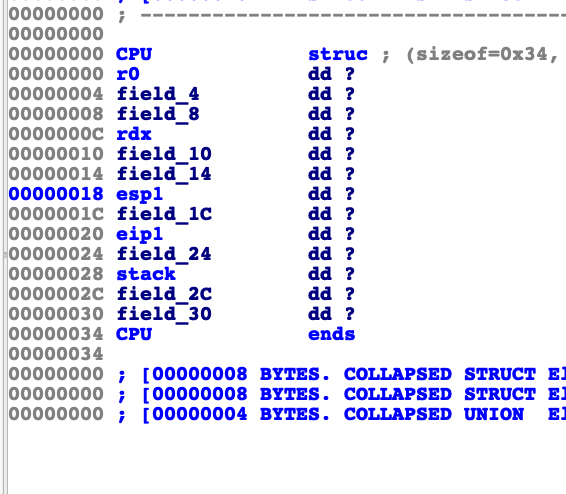 00000000 ; ------------------------------------
00000000
00000000 CPU struc ; (sizeof=0x34,
00000000 r0 dd ?
00000004 field_4 dd ?
00000008 field_8 dd ?
0000000C rdx dd ?
00000010 field_10 dd ?
00000014 field_14 dd ?
00000018 esp1 dd ?
0000001C field_1C dd ?
00000020 eip1 dd ?
00000024 field_24 dd ?
00000028 stack dd ?
0000002C field_2C dd ?
00000030 field_30 dd ?
00000034 CPU ends
00000034
00000000 ; [00000008 BYTES. COLLAPSED STRUCT El
00000000 ; [00000008 BYTES. COLLAPSED STRUCT El
00000000 ; [00000004 BYTES. COLLAPSED UNION El